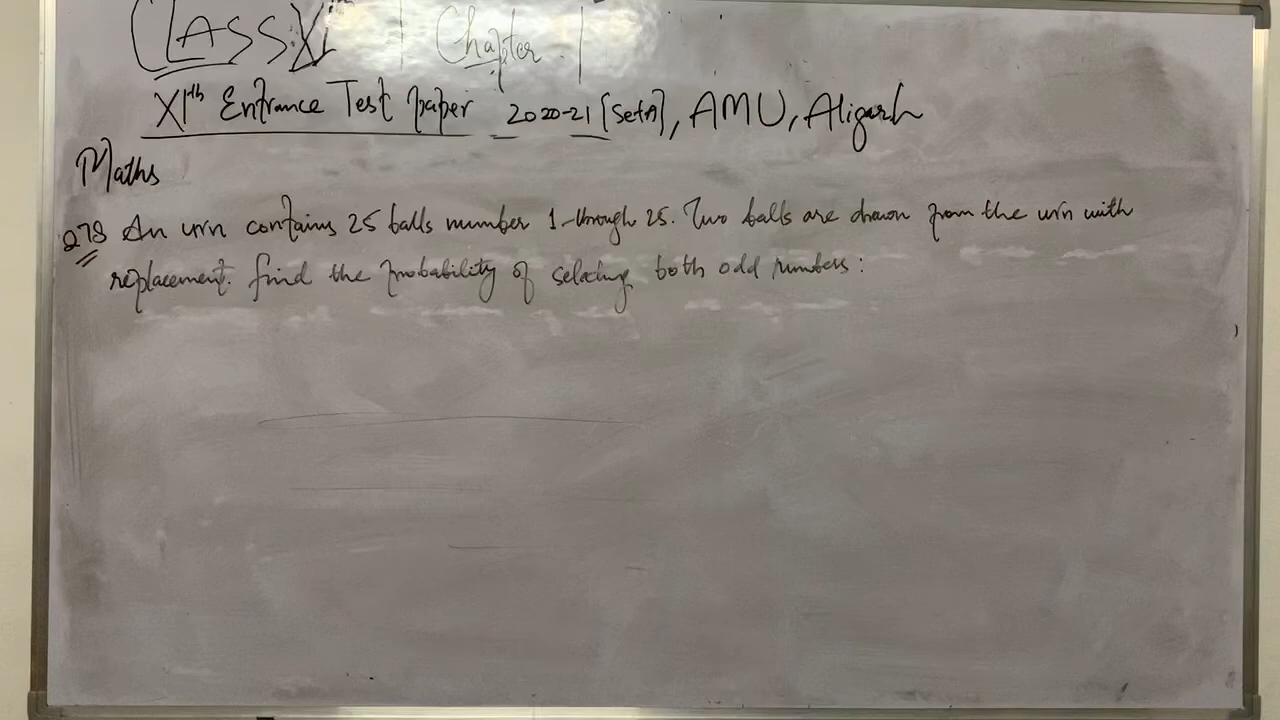 CLASS XI | Chapter |
XIth Entrance Test paper 2020-21 [SetA], AMU, Aligarh
Maths
Q78 An urn contains 25 balls number 1 through 25. Two balls are drawn from the urn with
replacement. find the probability of selecting both odd numbers: